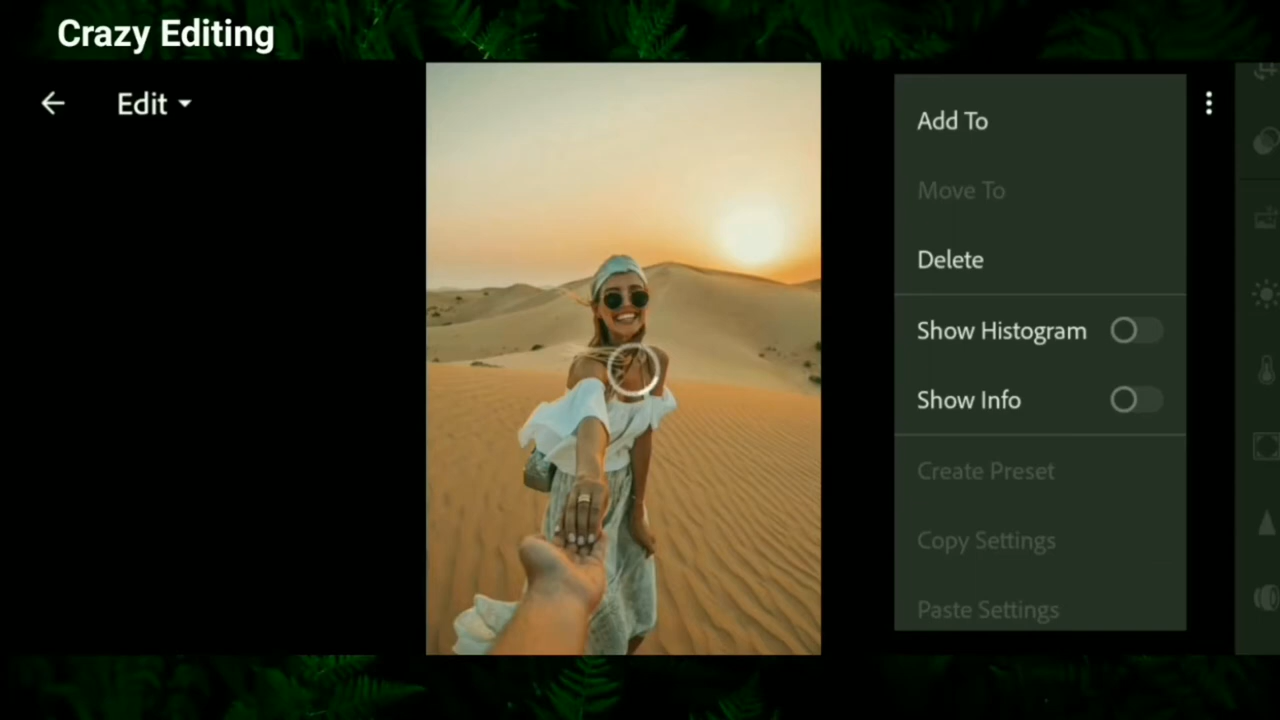 Crazy Editing
Edit
Add To
Move To
Delete
Show Histogram
Show Info
Create Preset
Copy Settings
Paste Settings